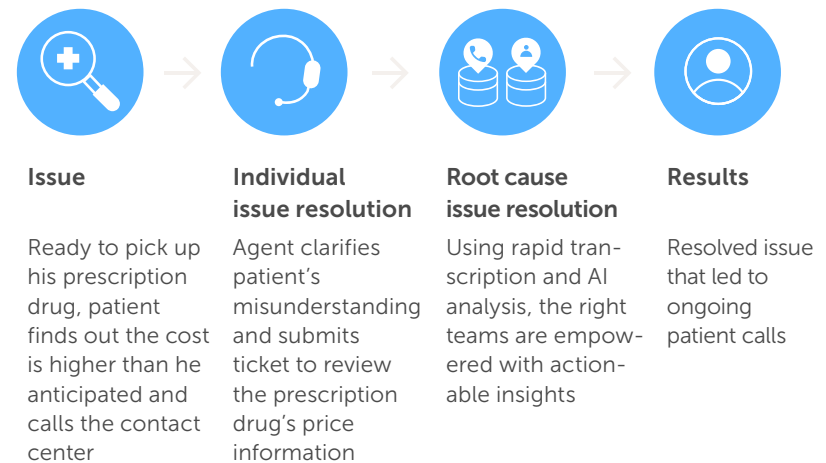 Issue
Ready to pick up
his prescription
drug, patient
finds out the cost
is higher than he
anticipated and
calls the contact
center
Individual
issue resolution
Agent clarifies
patient’s
misunderstanding
and submits
ticket to review
the prescription
drug’s price
information
Root cause
issue resolution
Using rapid tran-
scription and AI
analysis, the right
teams are empow-
ered with action-
able insights
Results
Resolved issue
that led to
ongoing
patient calls